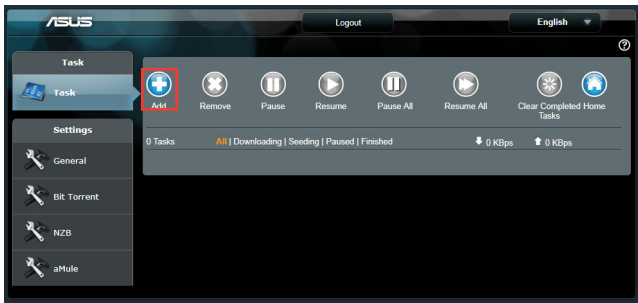 ASUS
Logout
English
Task
Task
Add
Remove
Pause
Resume
Pause All
Resume All
Clear Completed Tasks
Home
0 Tasks
All | Downloading | Seeding | Paused | Finished
0 KBps
0 KBps
Settings
General
Bit Torrent
NZB
aMule